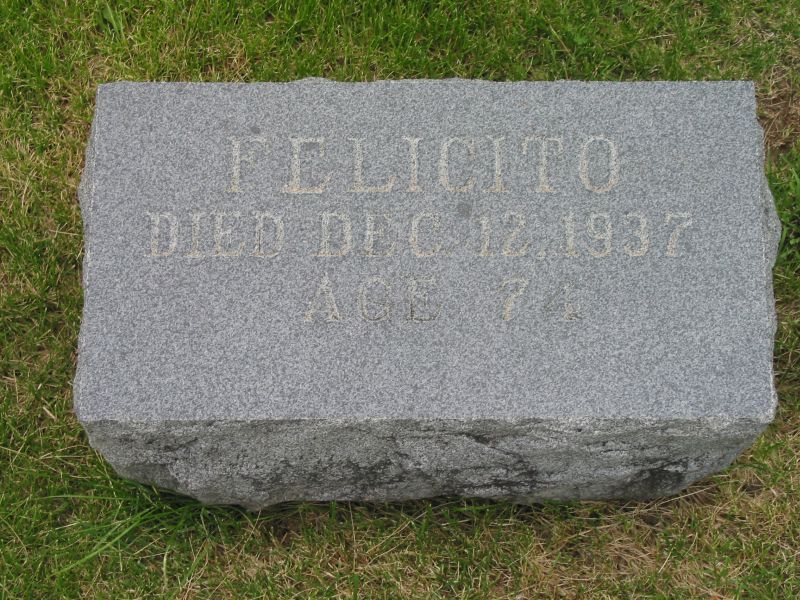 FELICITO
DIED DEC. 12, 1937
AGE 74